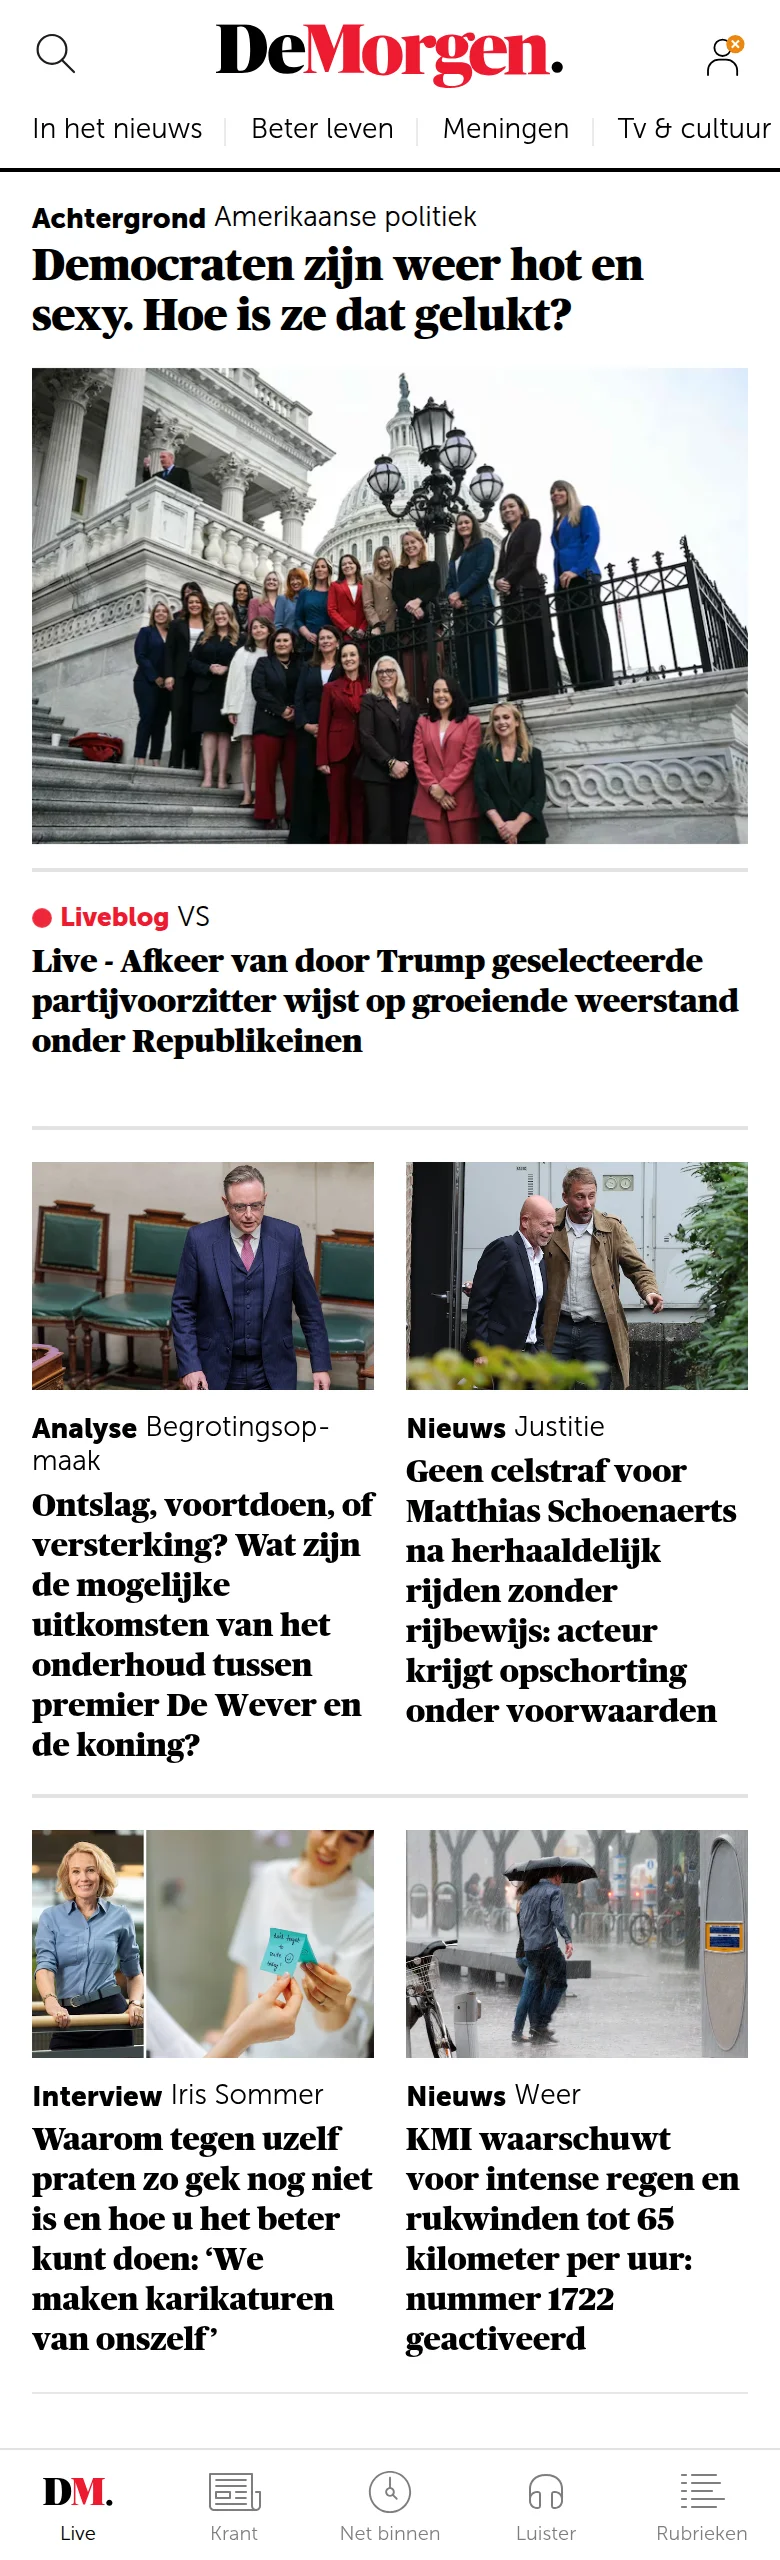 DeMorgen.
In het nieuws
Beter leven
Meningen
Tv & cultuur
Achtergrond Amerikaanse politiek
Democraten zijn weer hot en
sexy. Hoe is ze dat gelukt?
Liveblog VS
Live - Afkeer van door Trump geselecteerde
partijvoorzitter wijst op groeiende weerstand
onder Republikeinen
Analyse Begrotingsop-
maak
Ontslag, voortdoen, of
versterking? Wat zijn
de mogelijke
uitkomsten van het
onderhoud tussen
premier De Wever en
de koning?
Nieuws Justitie
Geen celstraf voor
Matthias Schoenaerts
na herhaaldelijk
rijden zonder
rijbewijs: acteur
krijgt opschorting
onder voorwaarden
Interview Iris Sommer
Waarom tegen uzelf
praten zo gek nog niet
is en hoe u het beter
kunt doen: ‘We
maken karikaturen
van onszelf’
Nieuws Weer
KMI waarschuwt
voor intense regen en
rukwinden tot 65
kilometer per uur:
nummer 1722
geactiveerd
DM.
Live
Krant
Net binnen
Luister
Rubrieken